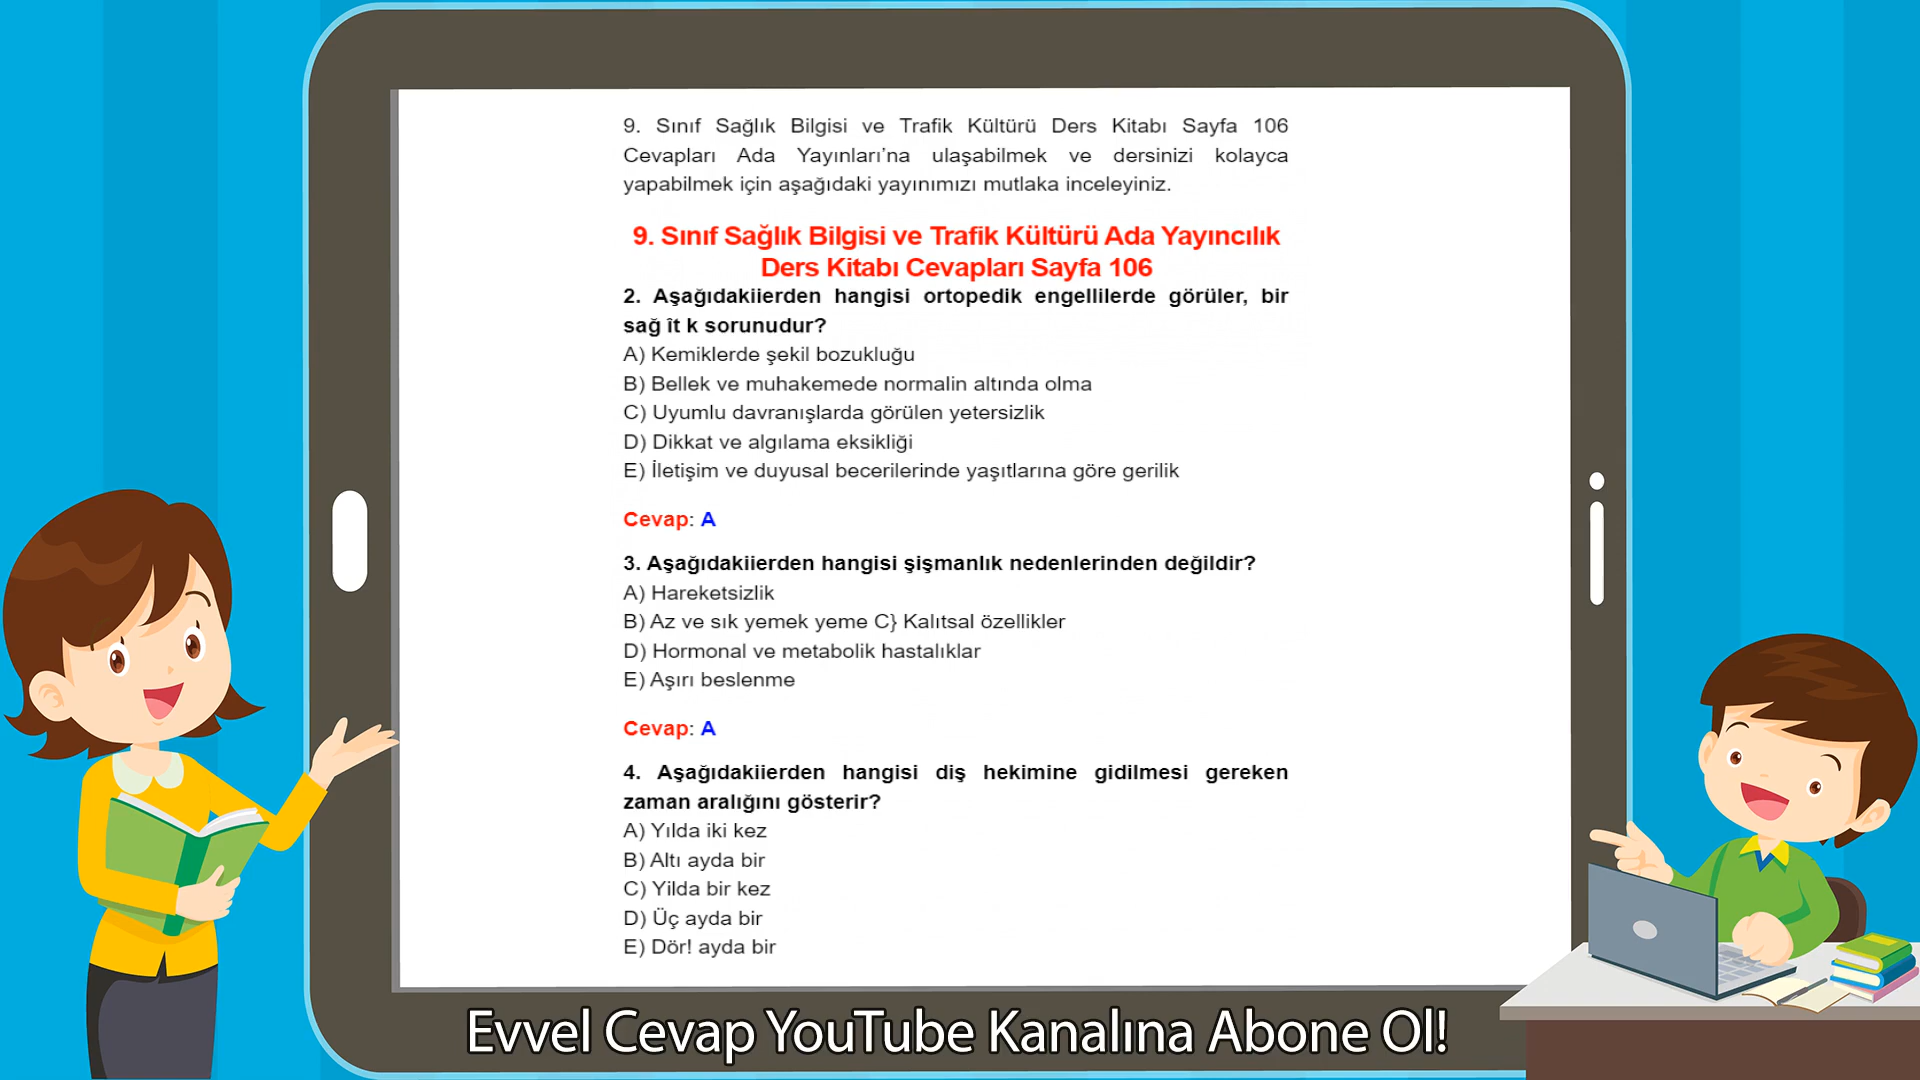 9. Sınıf Sağlık Bilgisi ve Trafik Kültürü Ders Kitabı Sayfa 106
Cevapları Ada Yayınları’na ulaşabilmek ve dersinizi kolayca
yapabilmek için aşağıdaki yayınımızı mutlaka inceleyiniz.
9. Sınıf Sağlık Bilgisi ve Trafik Kültürü Ada Yayıncılık
Ders Kitabı Cevapları Sayfa 106
2. Aşağıdakiierden hangisi ortopedik engellilerde görüler, bir
sağ ît k sorunudur?
A) Kemiklerde şekil bozukluğu
B) Bellek ve muhakemede normalin altında olma
C) Uyumlu davranışlarda görülen yetersizlik
D) Dikkat ve algılama eksikliği
E) İletişim ve duyusal becerilerinde yaşıtlarına göre gerilik
Cevap: A
3. Aşağıdakiierden hangisi şişmanlık nedenlerinden değildir?
A) Hareketsizlik
B) Az ve sık yemek yeme C} Kalıtsal özellikler
D) Hormonal ve metabolik hastalıklar
E) Aşırı beslenme
Cevap: A
4. Aşağıdakiierden hangisi diş hekimine gidilmesi gereken
zaman aralığını gösterir?
A) Yılda iki kez
B) Altı ayda bir
C) Yilda bir kez
D) Üç ayda bir
E) Dör! ayda bir
Evvel Cevap YouTube Kanalına Abone Ol!